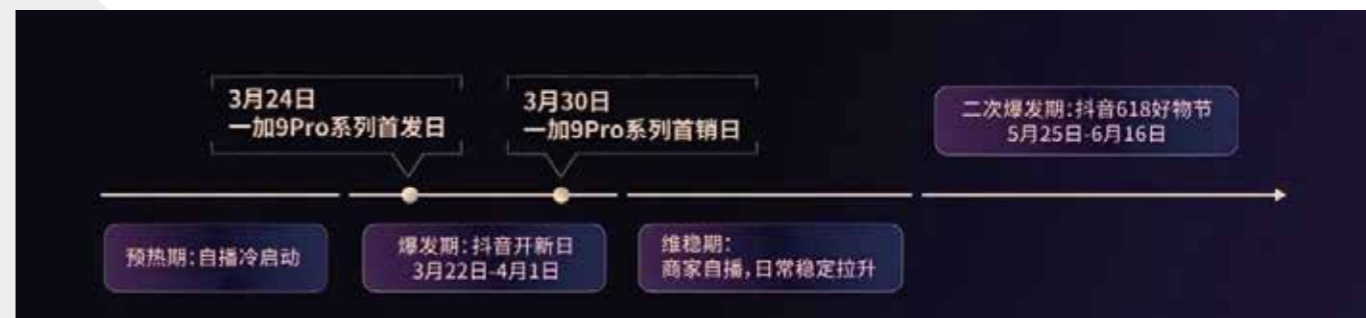 3月24日
一加9Pro系列首发日
3月30日
一加9Pro系列首销日
二次爆发期:抖音618好物节
5月25日-6月16日
预热期:自播冷启动
爆发期:抖音开新日
3月22日-4月1日
维稳期:
商家自播,日常稳定拉升